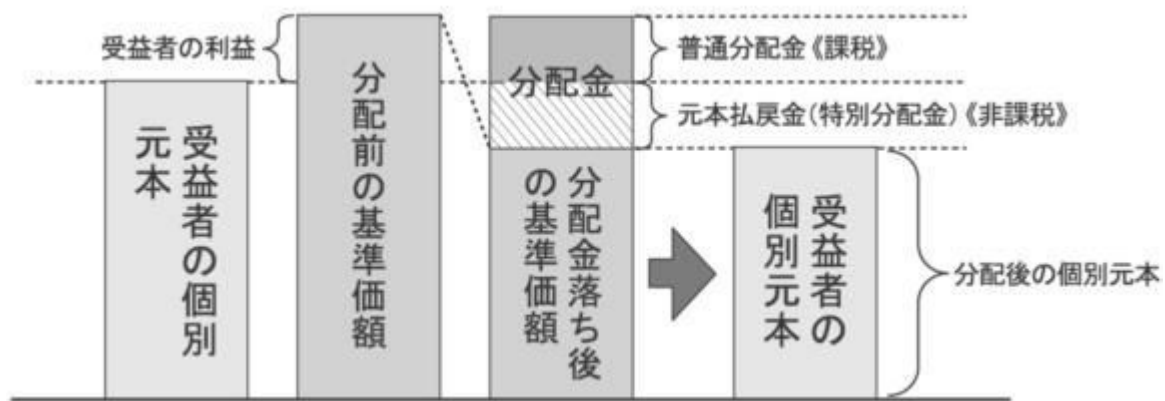 受益者の利益
受益者の個別
元本
分配前の基準価額
分配金
普通分配金《課税》
元本払戻金(特別分配金)《非課税》
分配金落ち後
の基準価額
受益者の
個別元本
分配後の個別元本